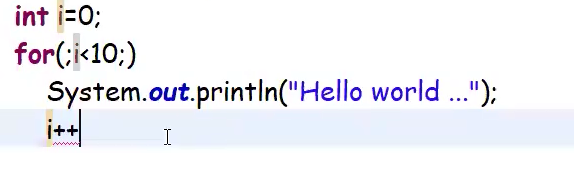 int i=0;
for(;i<10;)
System.out.println("Hello world ...");
i++